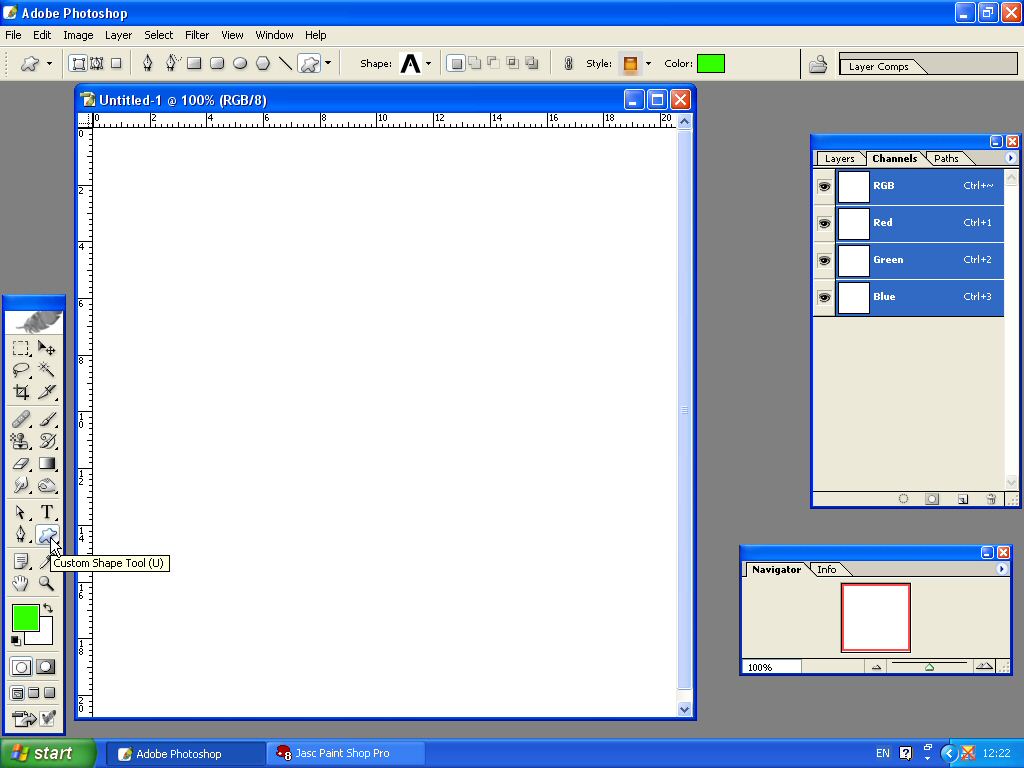 Adobe Photoshop
File Edit Image Layer Select Filter View Window Help
Shape: Style: Color: Layer Comps
Untitled-1 @ 100% (RGB/8)
0 2 4 6 8 10 12 14 16 18 20
0
2
4
6
8
10
12
14
16
18
20
Layers Channels Paths
RGB Ctrl+~
Red Ctrl+1
Green Ctrl+2
Blue Ctrl+3
T
Custom Shape Tool (U)
Navigator Info
100%
start Adobe Photoshop 8 Jasc Paint Shop Pro EN ? 12:22